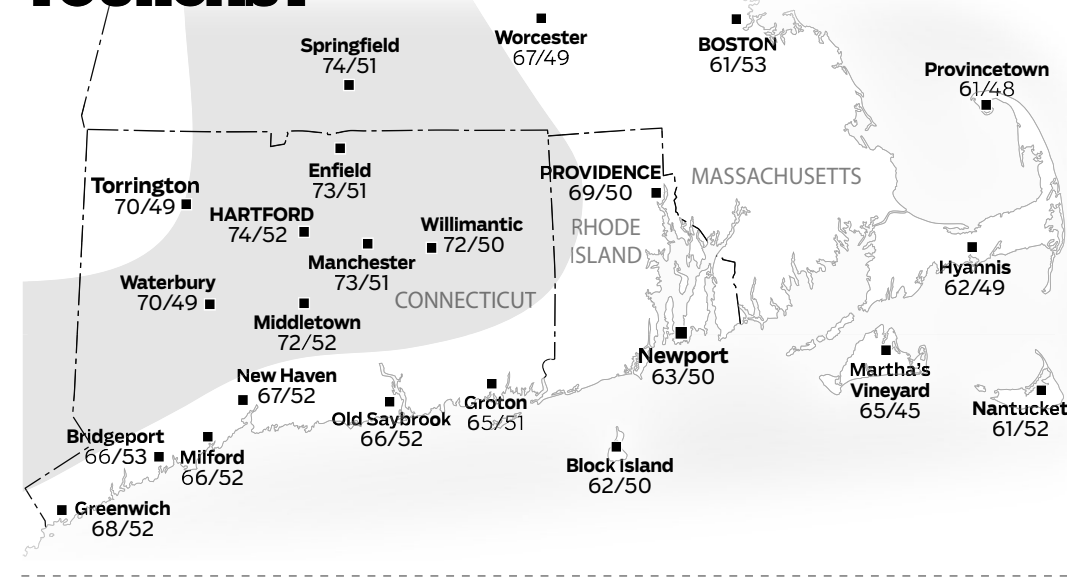 Springfield
74/51
Worcester
67/49
BOSTON
61/53
Provincetown
61/48
Enfield
73/51
PROVIDENCE
69/50
MASSACHUSETTS
Torrington
70/49
HARTFORD
74/52
Willimantic
72/50
RHODE
ISLAND
Manchester
73/51
Hyannis
62/49
Waterbury
70/49
CONNECTICUT
Middletown
72/52
Newport
63/50
Martha's
Vineyard
65/45
New Haven
67/52
Old Saybrook
66/52
Groton
65/51
Nantucket
61/52
Bridgeport
66/53
Milford
66/52
Block Island
62/50
Greenwich
68/52